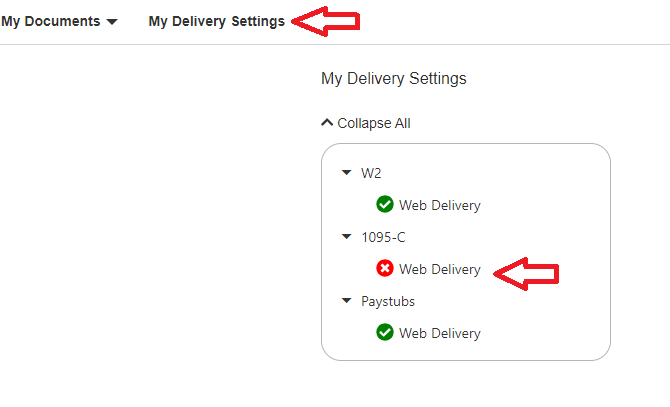 My Documents My Delivery Settings
My Delivery Settings
Collapse All
W2
Web Delivery
1095-C
Web Delivery
Paystubs
Web Delivery